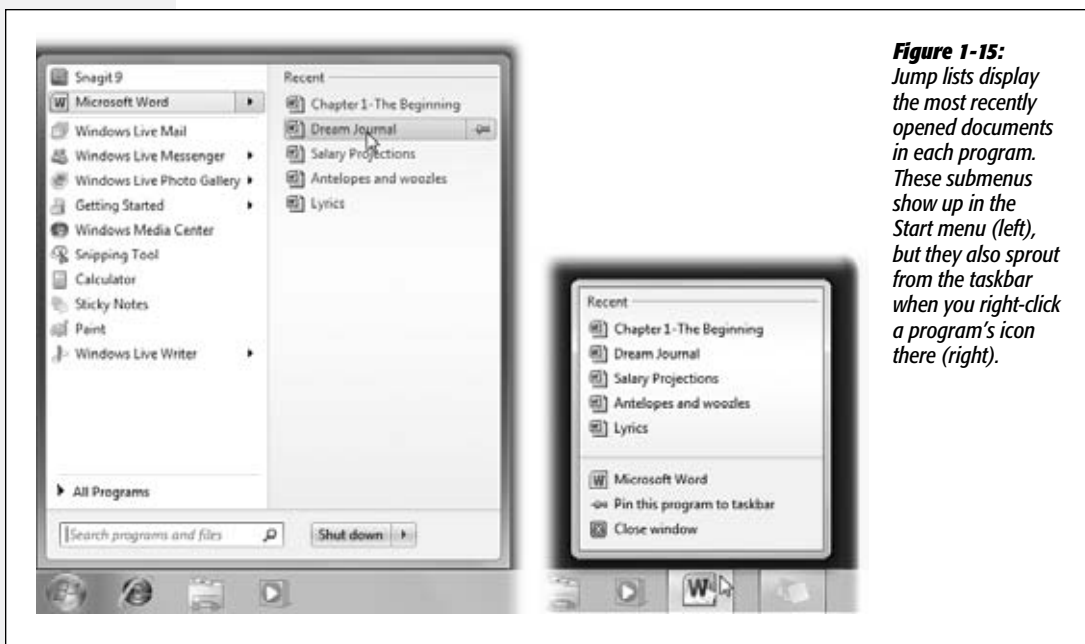 Snagit 9
Microsoft Word
Windows Live Mail
Windows Live Messenger
Windows Live Photo Gallery
Getting Started
Windows Media Center
Snipping Tool
Calculator
Sticky Notes
Paint
Windows Live Writer
All Programs
Search programs and files
Shut down
Recent
Chapter 1-The Beginning
Dream Journal
Salary Projections
Antelopes and woozles
Lyrics
Recent
Chapter 1-The Beginning
Dream Journal
Salary Projections
Antelopes and woozles
Lyrics
Microsoft Word
Pin this program to taskbar
Close window
Figure 1-15:
Jump lists display
the most recently
opened documents
in each program.
These submenus
show up in the
Start menu (left),
but they also sprout
from the taskbar
when you right-click
a program’s icon
there (right).